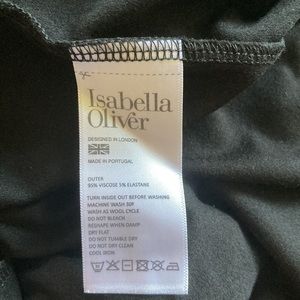 Isabella
Oliver
DESIGNED IN LONDON
MADE IN PORTUGAL
OUTER
95% VISCOSE 5% ELASTANE
TURN INSIDE OUT BEFORE WASHING
MACHINE WASH 30º
WASH AS WOOL CYCLE
DO NOT BLEACH
RESHAPE WHEN DAMP
DRY FLAT
DO NOT TUMBLE DRY
DO NOT DRY CLEAN
COOL IRON